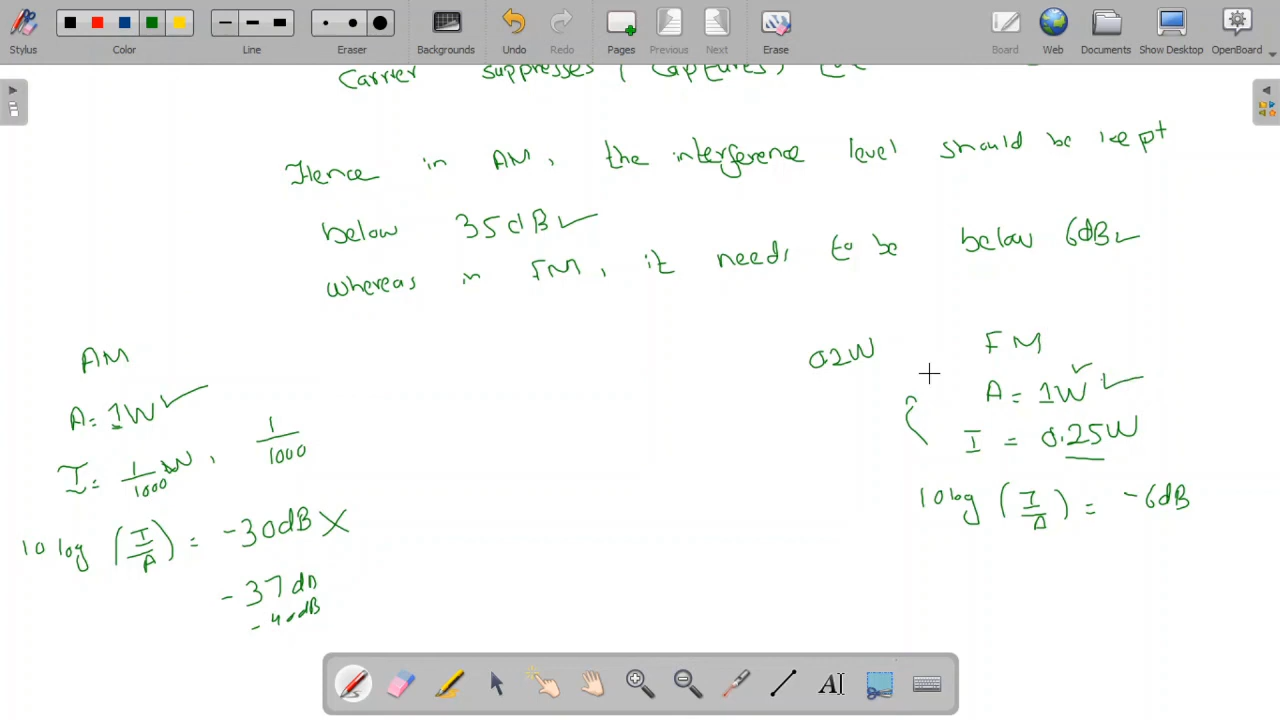 Stylus Color Line Eraser Backgrounds Undo Redo Pages Previous Next Erase Board Web Documents Show Desktop OpenBoard
Carrier suppresses (captures)
Hence in AM, the interference level should be kept
below 35dB ✓
whereas in FM, it needs to be below 6dB ✓
AM
A = 1W ✓
I = 1/1000 W, 1/1000
10 log (I/A) = -30dB X
-37 dB
-40dB
0.2W
FM
A = 1W ✓ ✓
I = 0.25W
10log (I/A) = -6dB
AI